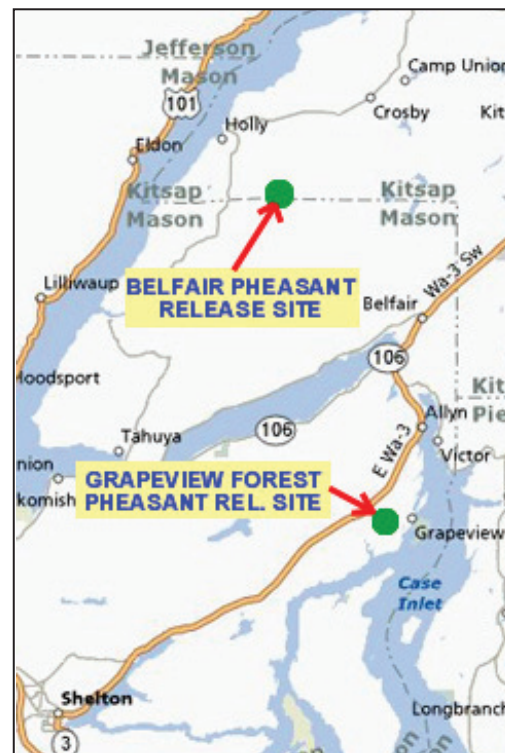 Jefferson
Mason
Camp Union
101
Crosby
Kit
Holly
Eldon
Kitsap
Mason
Kitsap
Mason
BELFAIR PHEASANT
RELEASE SITE
Wa-3 Sw
Lilliwaup
Belfair
106
Hoodsport
Kit
Pie
Allyn
Tahuya
106
E Wa-3
Victor
nion
GRAPEVIEW FOREST
PHEASANT REL. SITE
komish
Grapeview
Case
Inlet
Shelton
Longbranch
3
on